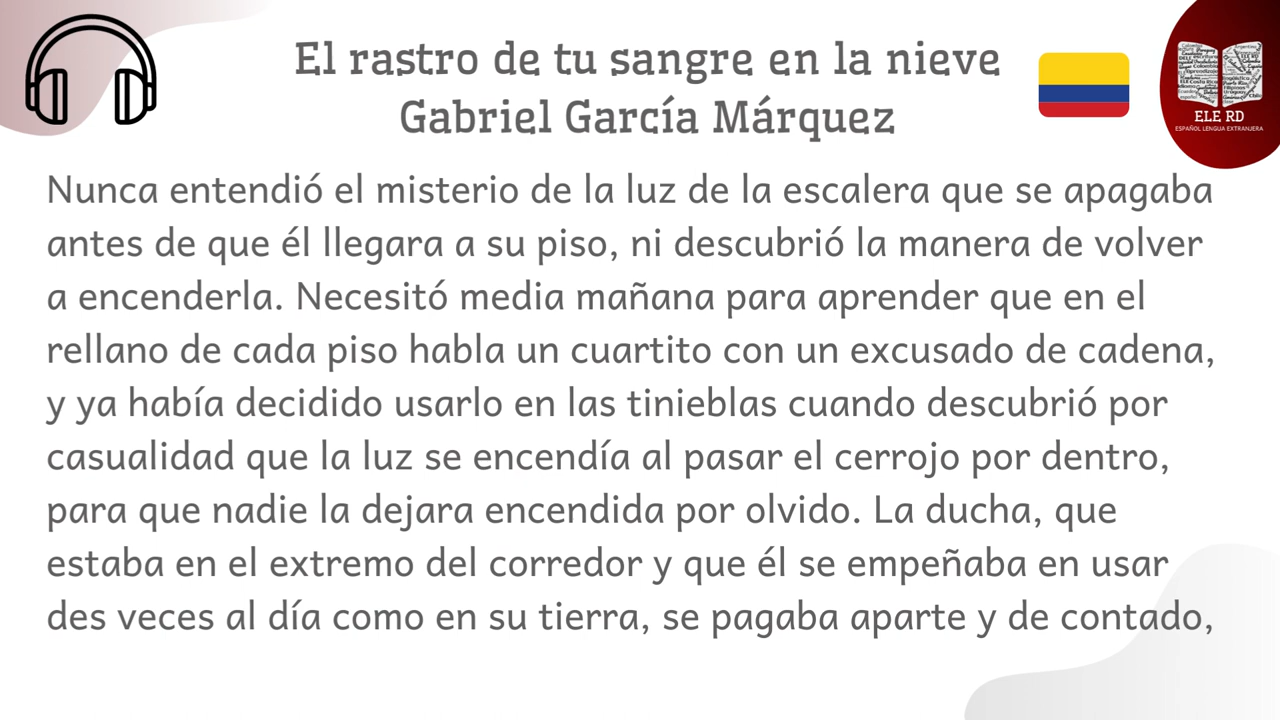 El rastro de tu sangre en la nieve
Gabriel García Márquez
ELE RD
ESPAÑOL LENGUA EXTRANJERA
Nunca entendió el misterio de la luz de la escalera que se apagaba
antes de que él llegara a su piso, ni descubrió la manera de volver
a encenderla. Necesitó media mañana para aprender que en el
rellano de cada piso habla un cuartito con un excusado de cadena,
y ya había decidido usarlo en las tinieblas cuando descubrió por
casualidad que la luz se encendía al pasar el cerrojo por dentro,
para que nadie la dejara encendida por olvido. La ducha, que
estaba en el extremo del corredor y que él se empeñaba en usar
des veces al día como en su tierra, se pagaba aparte y de contado,